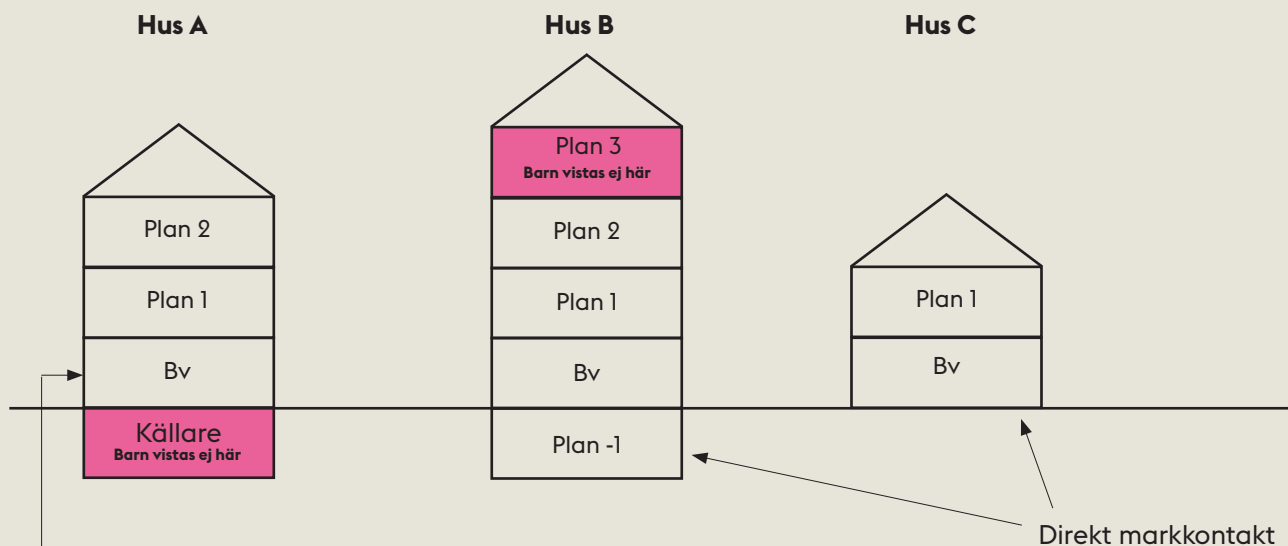 Hus A
Hus B
Hus C
Plan 3
Barn vistas ej här
Plan 2
Plan 2
Plan 1
Plan 1
Plan 1
Bv
Bv
Bv
Källare
Barn vistas ej här
Plan -1
Direkt markkontakt